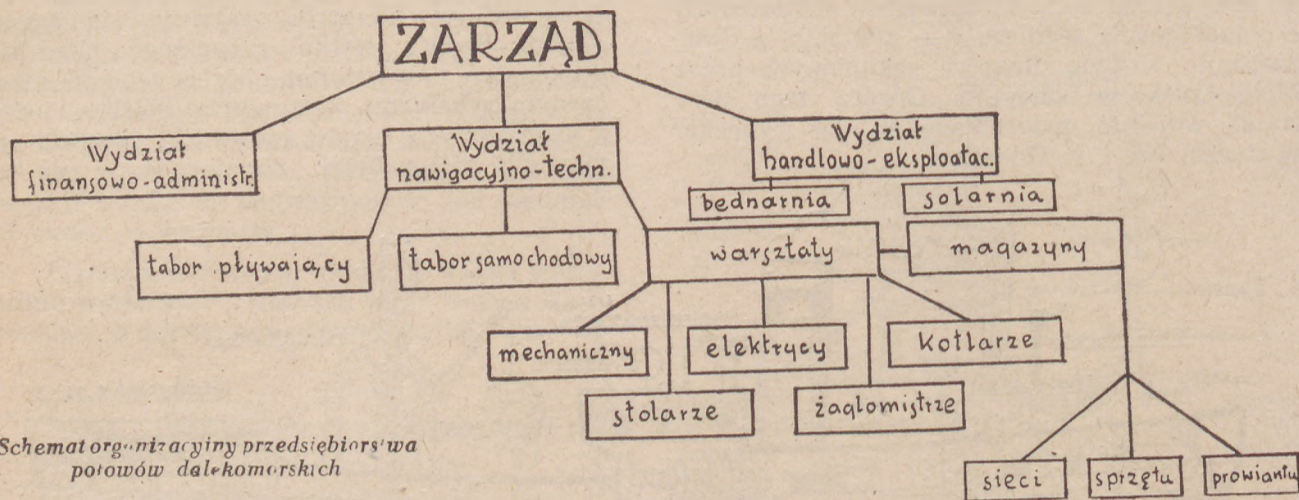 ZARZĄD
Wydział
finansowo-administr.
Wydział
nawigacyjno-techn.
Wydział
handlowo-eksploatac.
bednarnia
solarnia
tabor pływający
tabor samochodowy
warsztaty
magazyny
mechaniczny
elektrycy
kotlarze
stolarze
żaglomistrze
sieci
sprzętu
prowiantu
Schemat organizacyjny przedsiębiorstwa
połowów dalekomorskich